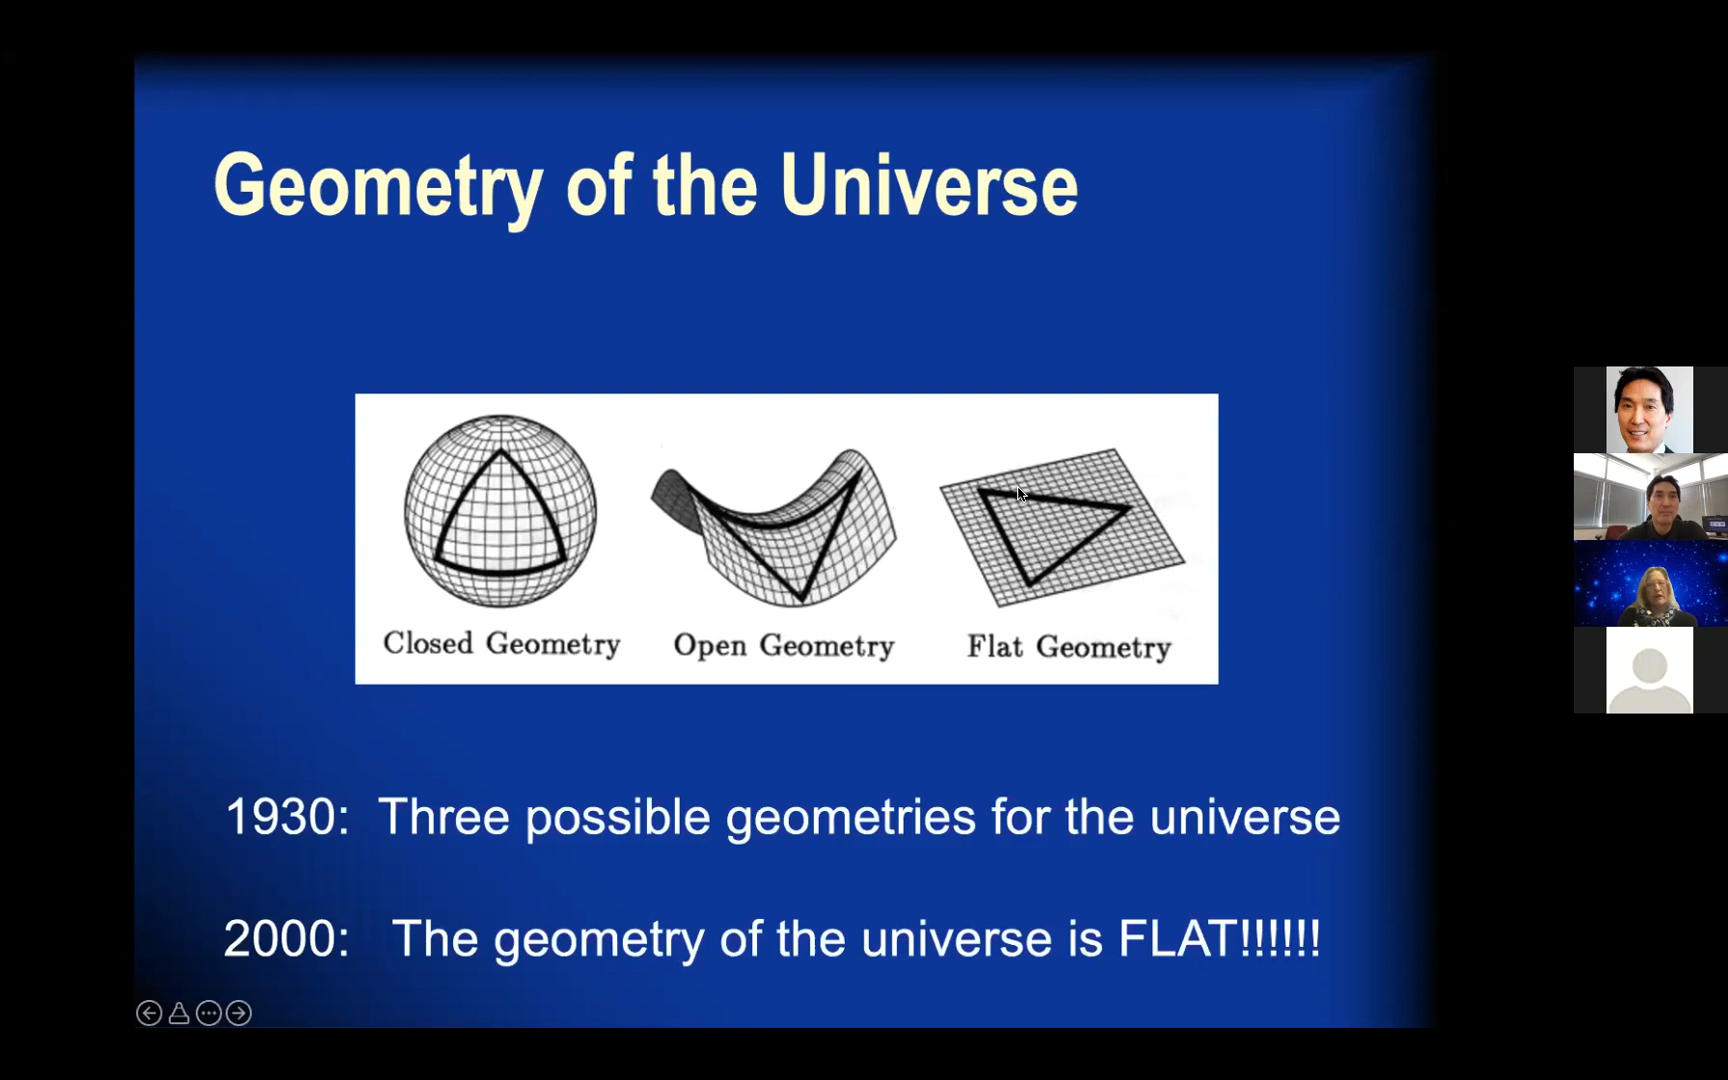 Geometry of the Universe
Closed Geometry
Open Geometry
Flat Geometry
1930: Three possible geometries for the universe
2000: The geometry of the universe is FLAT!!!!!!